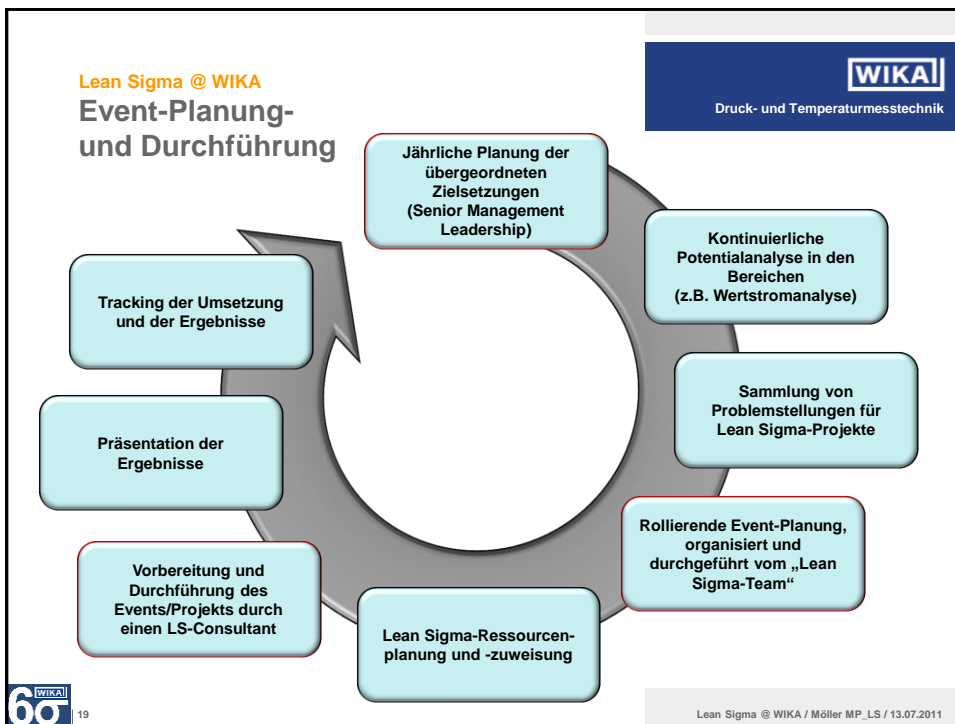 Lean Sigma @ WIKA
Event-Planung-
und Durchführung
WIKAI
Druck- und Temperaturmesstechnik
Jährliche Planung der
übergeordneten
Zielsetzungen
(Senior Management
Leadership)
Kontinuierliche
Potentialanalyse in den
Bereichen
(z.B. Wertstromanalyse)
Sammlung von
Problemstellungen für
Lean Sigma-Projekte
Rollierende Event-Planung,
organisiert und
durchgeführt vom „Lean
Sigma-Team“
Lean Sigma-Ressourcen-
planung und -zuweisung
Vorbereitung und
Durchführung des
Events/Projekts durch
einen LS-Consultant
Präsentation der
Ergebnisse
Tracking der Umsetzung
und der Ergebnisse
WIKAI
6σ
| 19
Lean Sigma @ WIKA / Möller MP_LS / 13.07.2011